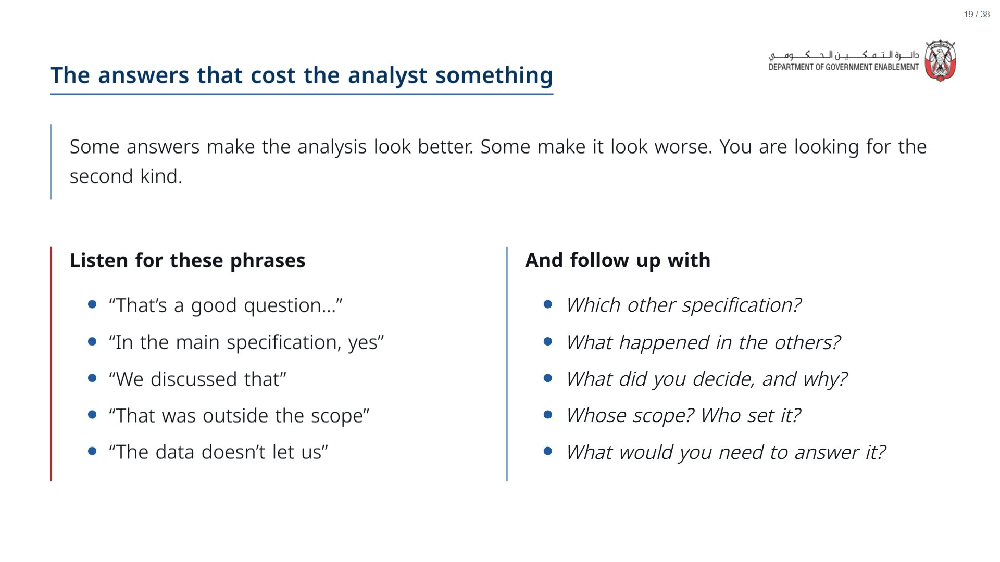 19 / 38
دائرة التمكين الحكومي
DEPARTMENT OF GOVERNMENT ENABLEMENT
The answers that cost the analyst something
Some answers make the analysis look better. Some make it look worse. You are looking for the
second kind.
Listen for these phrases
“That’s a good question…”
“In the main specification, yes”
“We discussed that”
“That was outside the scope”
“The data doesn’t let us”
And follow up with
Which other specification?
What happened in the others?
What did you decide, and why?
Whose scope? Who set it?
What would you need to answer it?